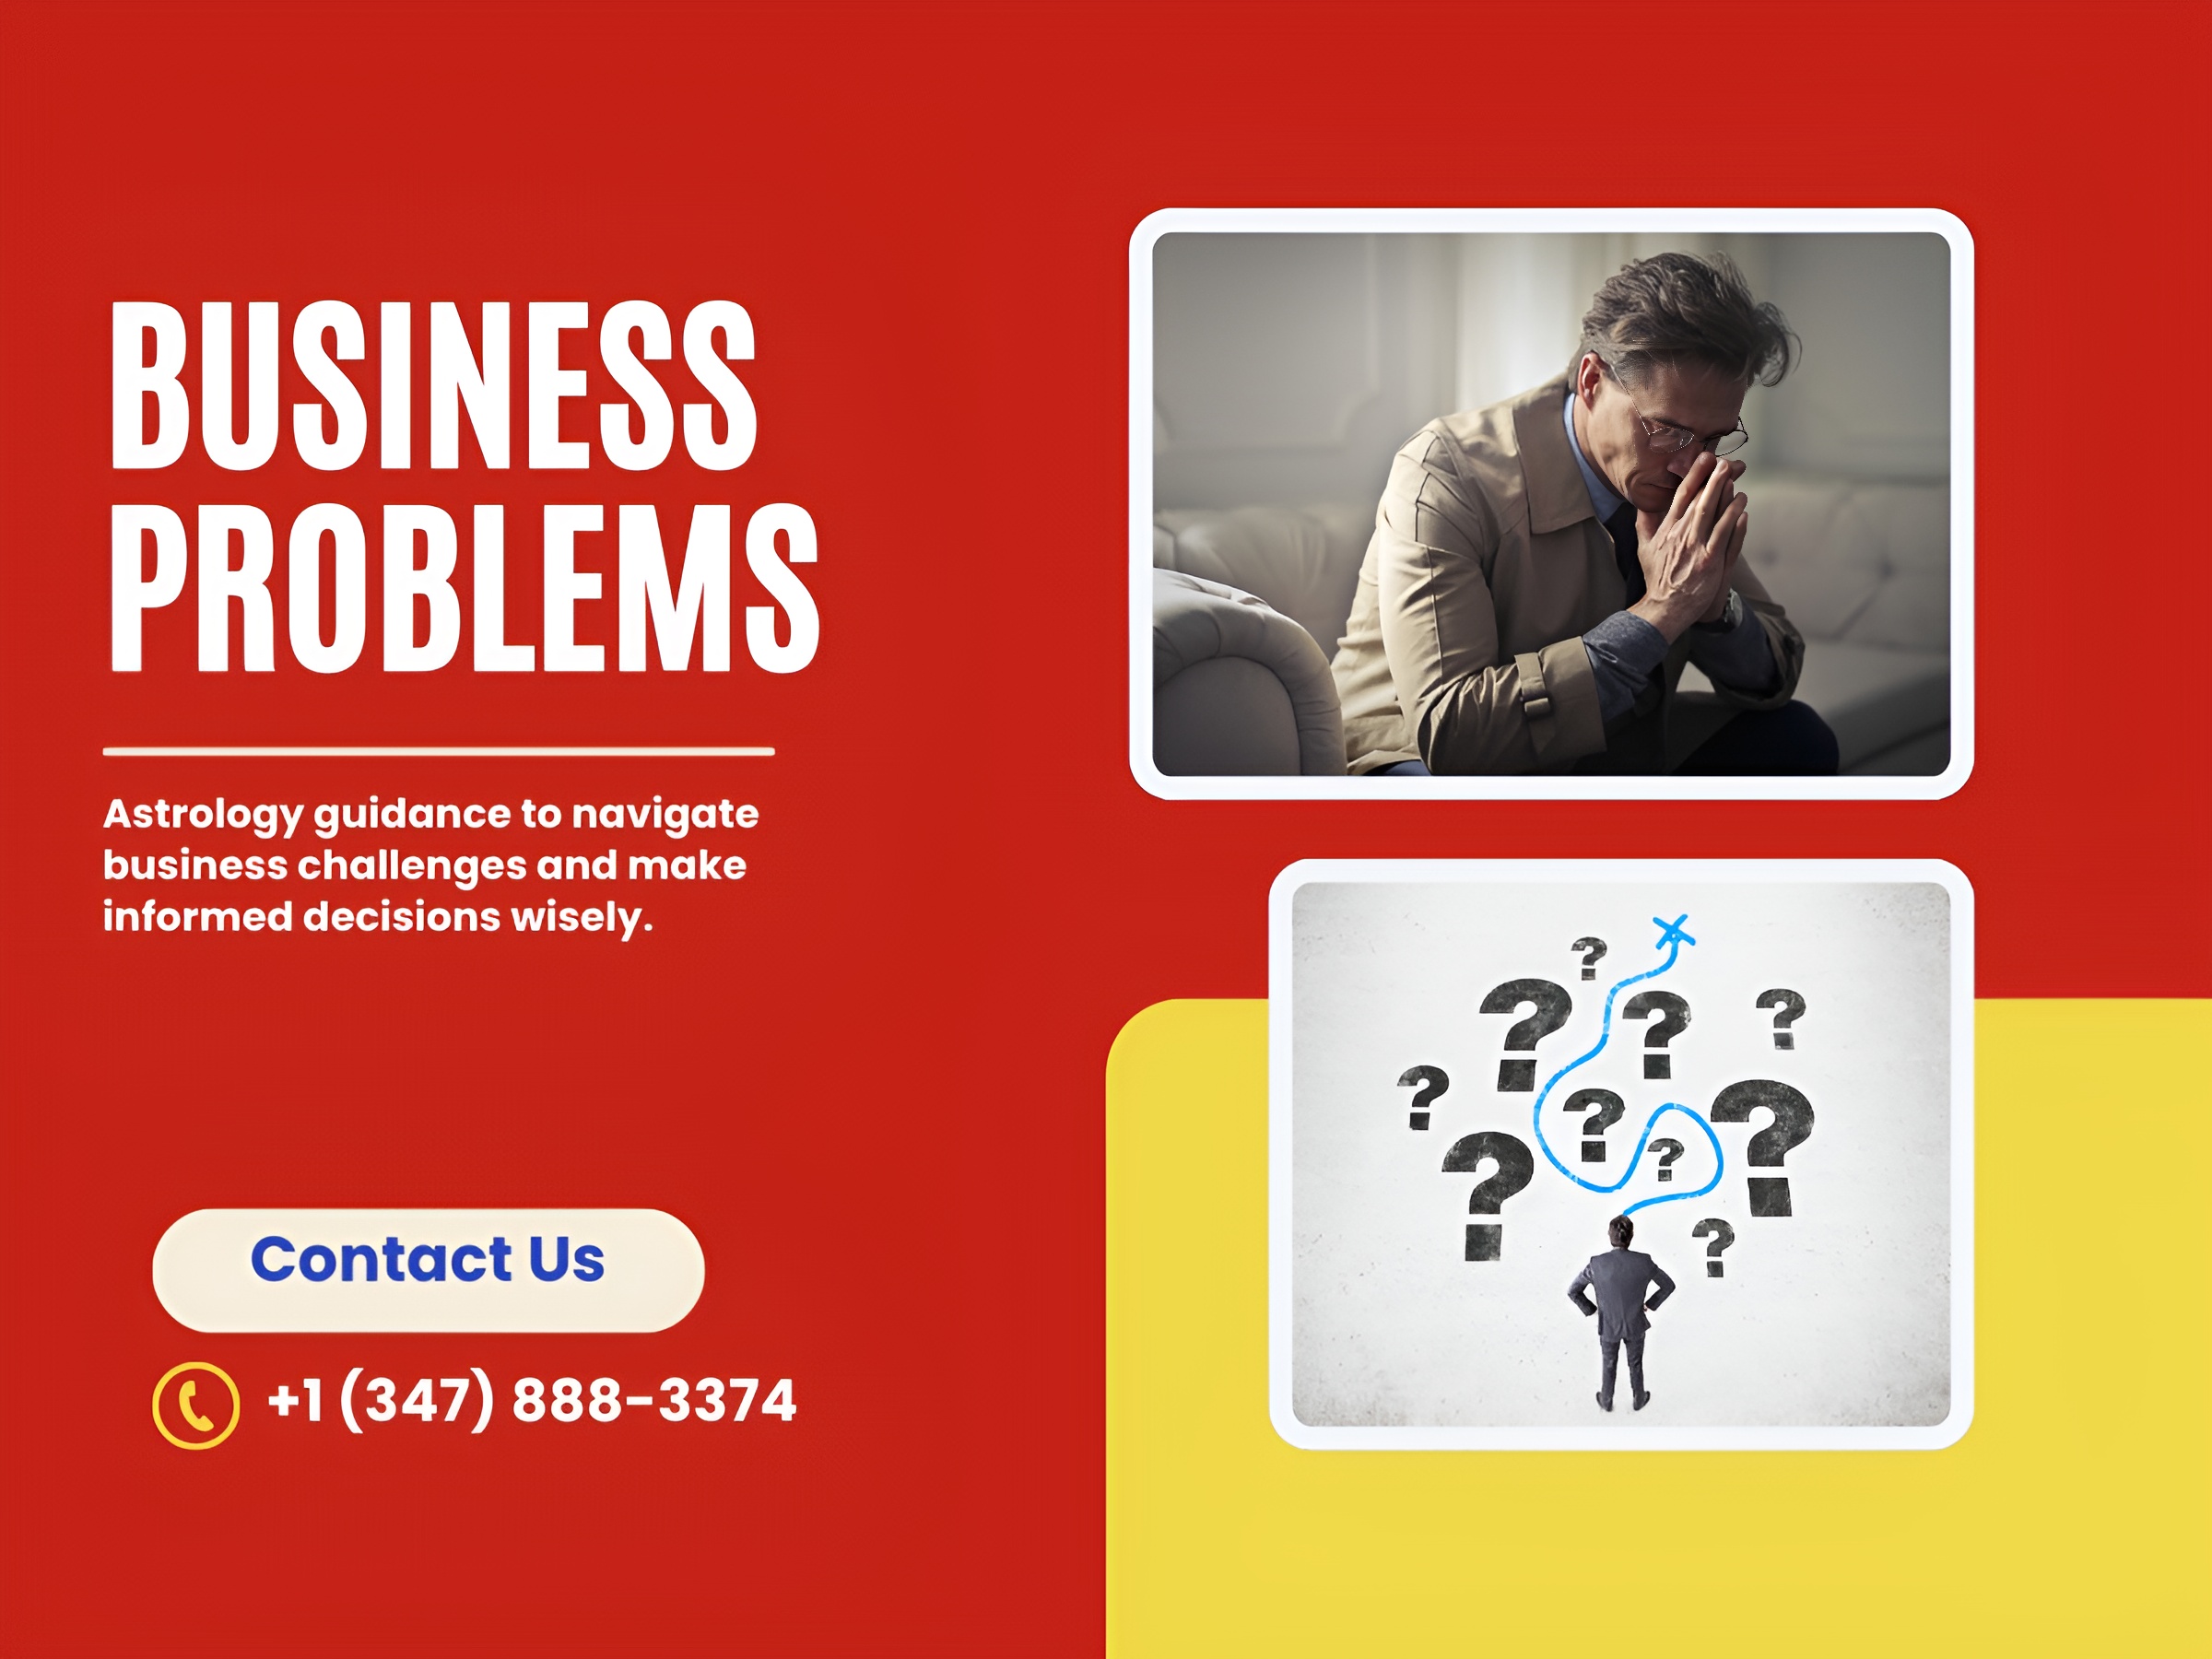 BUSINESS
PROBLEMS
Astrology guidance to navigate
business challenges and make
informed decisions wisely.
Contact Us
+1 (347) 888-3374
? 
? ? ?
? ? ?
? ?
?